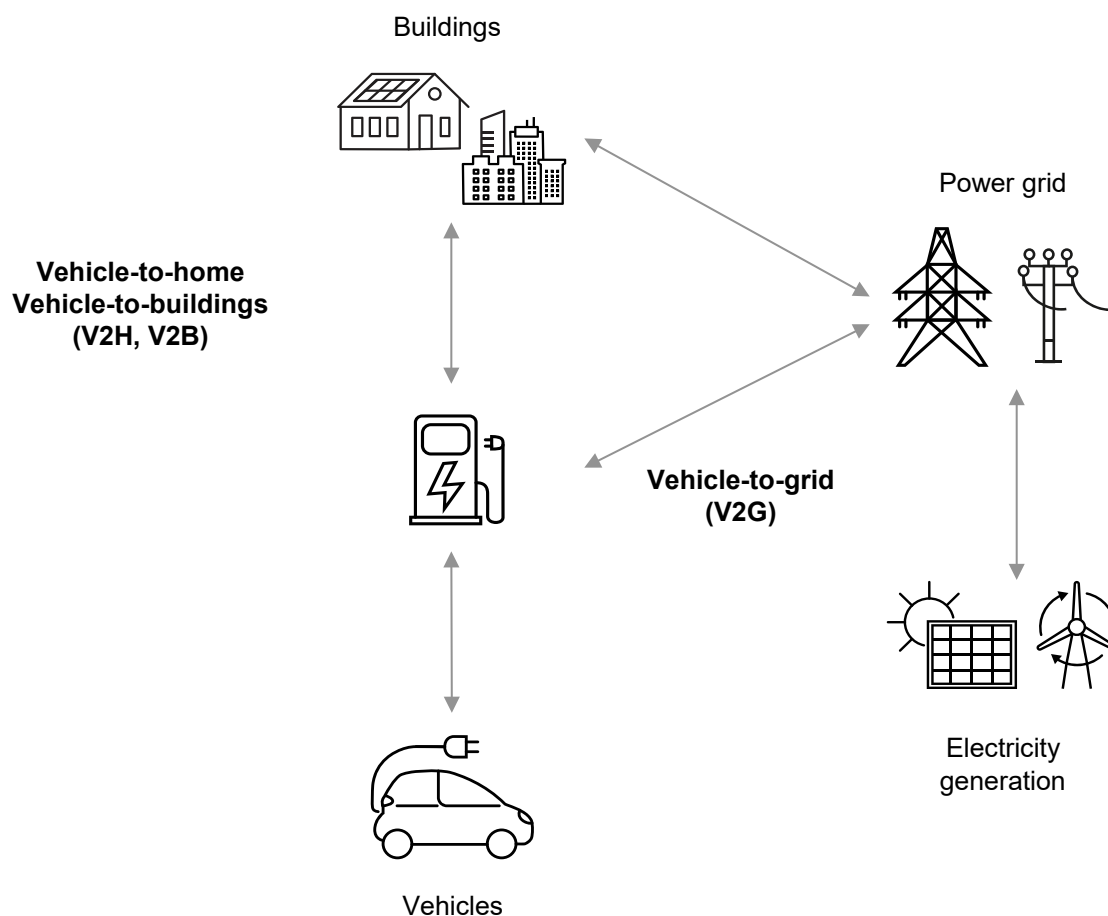 Buildings
Power grid
Vehicle-to-home
Vehicle-to-buildings
(V2H, V2B)
Vehicle-to-grid
(V2G)
Electricity
generation
Vehicles